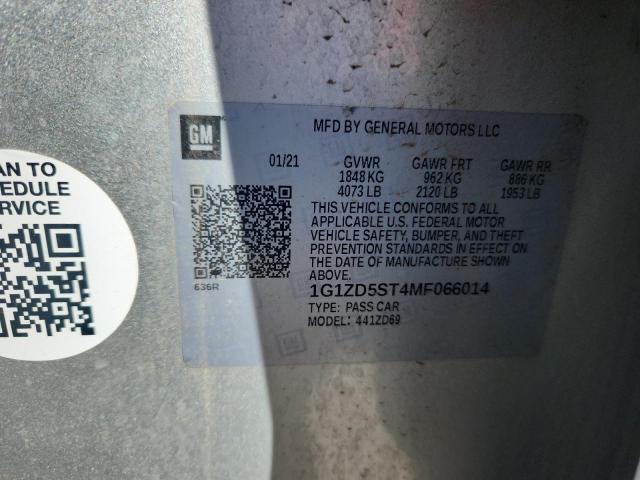 GM
MFD BY GENERAL MOTORS LLC
01/21 GVWR GAWR FRT GAWR RR
1848 KG 962 KG 886 KG
4073 LB 2120 LB 1953 LB
THIS VEHICLE CONFORMS TO ALL
APPLICABLE U.S. FEDERAL MOTOR
VEHICLE SAFETY, BUMPER, AND THEFT
PREVENTION STANDARDS IN EFFECT ON
THE DATE OF MANUFACTURE SHOWN
ABOVE.
636R
1G1ZD5ST4MF066014
TYPE: PASS CAR
MODEL: 441ZD69
AN TO
HEDULE
ERVICE